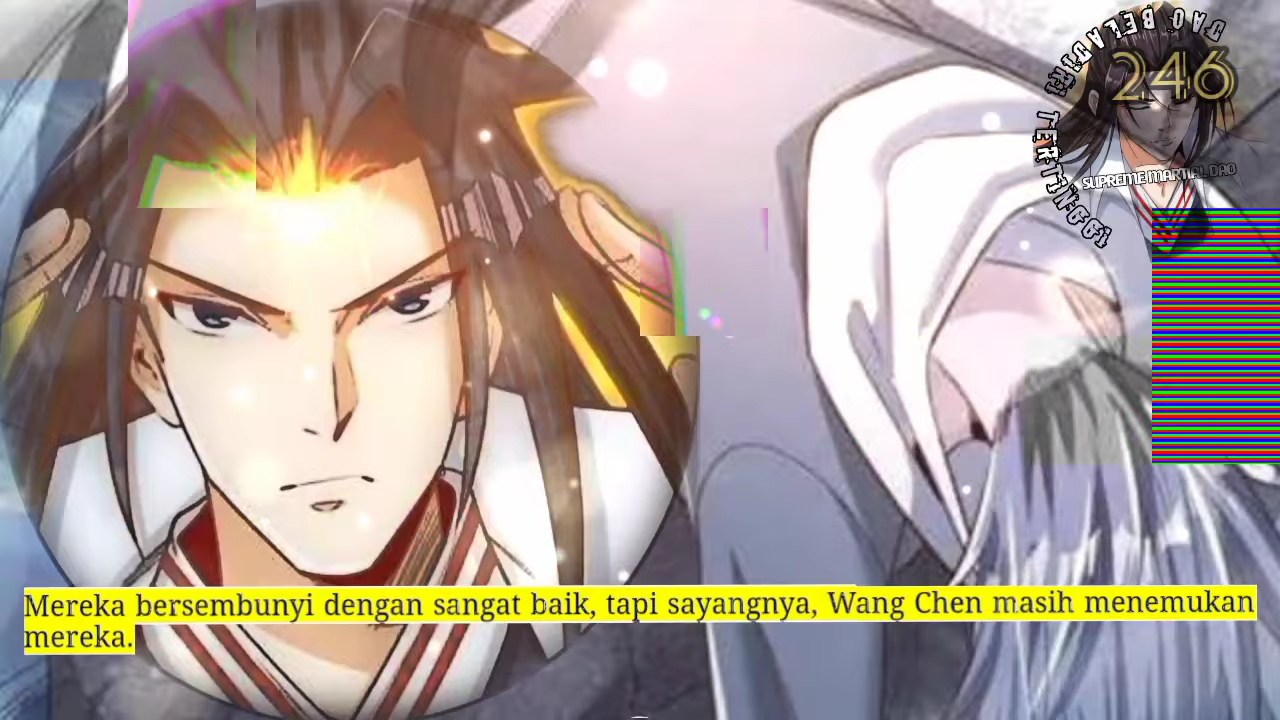 DAO BELADIRI TERTINGGI
246
SUPREME MARTIAL DAO
Mereka bersembunyi dengan sangat baik, tapi sayangnya, Wang Chen masih menemukan
mereka.